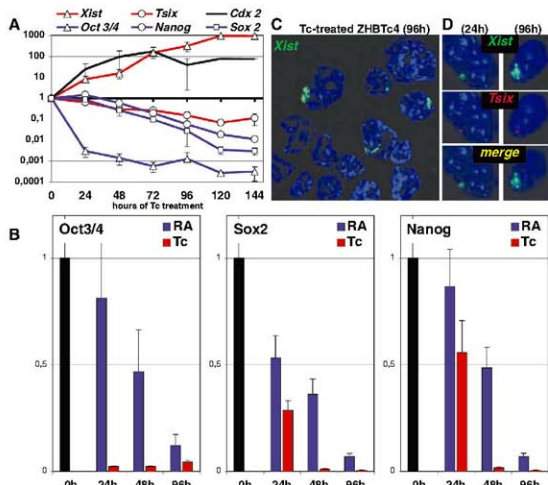 A
Xist Tsix Cdx 2
Oct 3/4 Nanog Sox 2
1000
100
10
1
0,1
0,01
0,001
0,0001
0 24 48 72 96 120 144
hours of Tc treatment
C Tc-treated ZHBTc4 (96h)
Xist
D (24h) (96h)
Xist
Tsix
merge
B
Oct3/4
RA
Tc
1
0,5
0
0h 24h 48h 96h
Sox2
RA
Tc
1
0,5
0
0h 24h 48h 96h
Nanog
RA
Tc
1
0,5
0
0h 24h 48h 96h